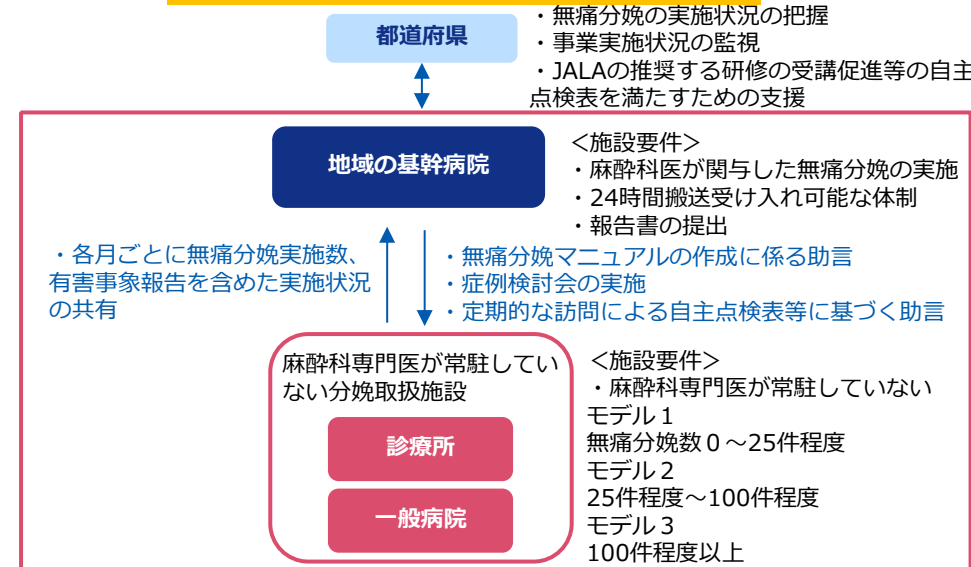 都道府県
・無痛分娩の実施状況の把握
・事業実施状況の監視
・JALAの推奨する研修の受講促進等の自主
点検表を満たすための支援
地域の基幹病院
＜施設要件＞
・麻酔科医が関与した無痛分娩の実施
・24時間搬送受け入れ可能な体制
・報告書の提出
・各月ごとに無痛分娩実施数、
有害事象報告を含めた実施状況
の共有
・無痛分娩マニュアルの作成に係る助言
・症例検討会の実施
・定期的な訪問による自主点検表等に基づく助言
麻酔科専門医が常駐してい
ない分娩取扱施設
診療所
一般病院
＜施設要件＞
・麻酔科専門医が常駐していない
モデル１
無痛分娩数０～25件程度
モデル２
25件程度～100件程度
モデル３
100件程度以上